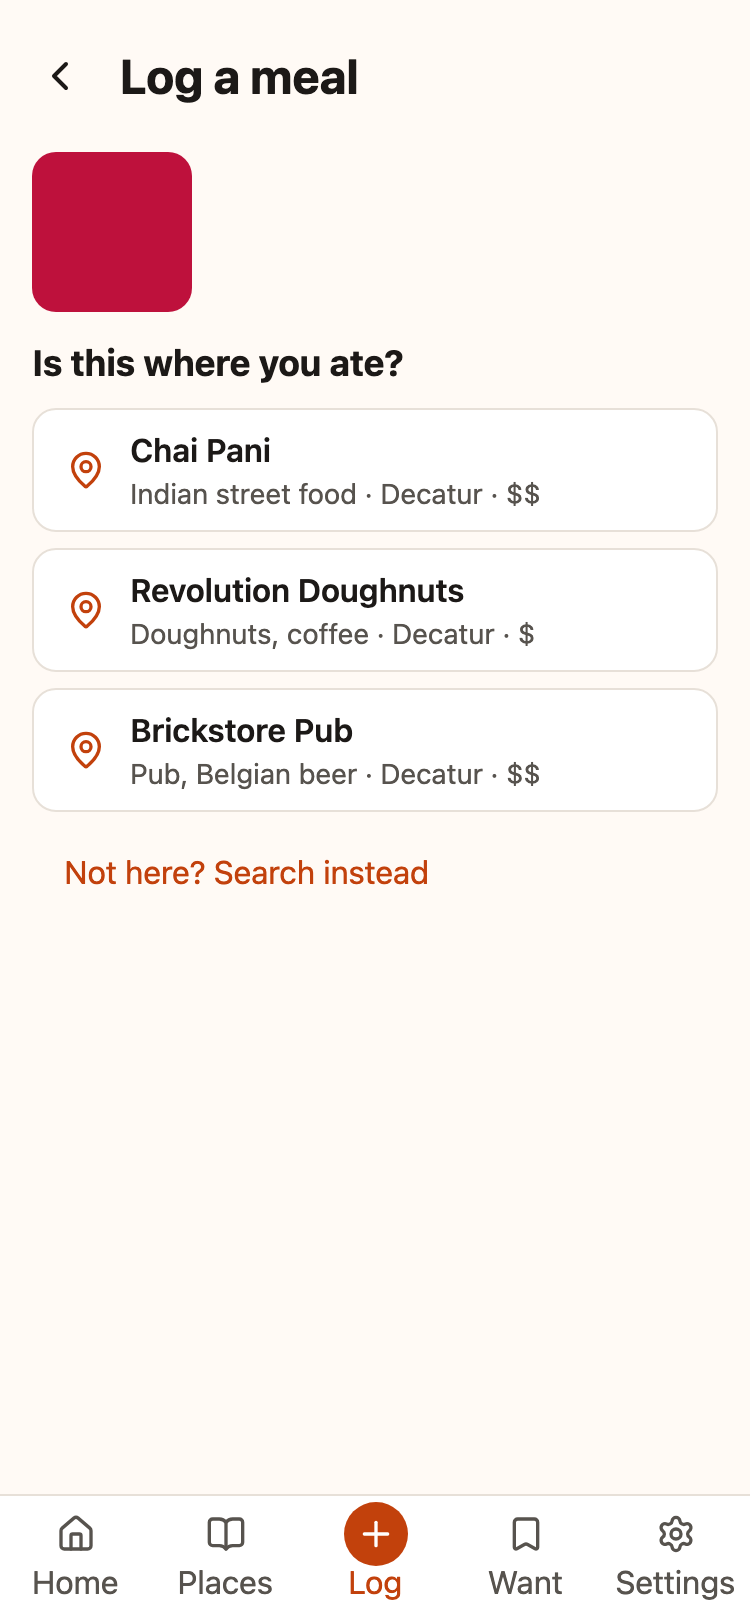 Log a meal
Is this where you ate?
Chai Pani
Indian street food · Decatur · $$
Revolution Doughnuts
Doughnuts, coffee · Decatur · $
Brickstore Pub
Pub, Belgian beer · Decatur · $$
Not here? Search instead
Home
Places
Log
Want
Settings